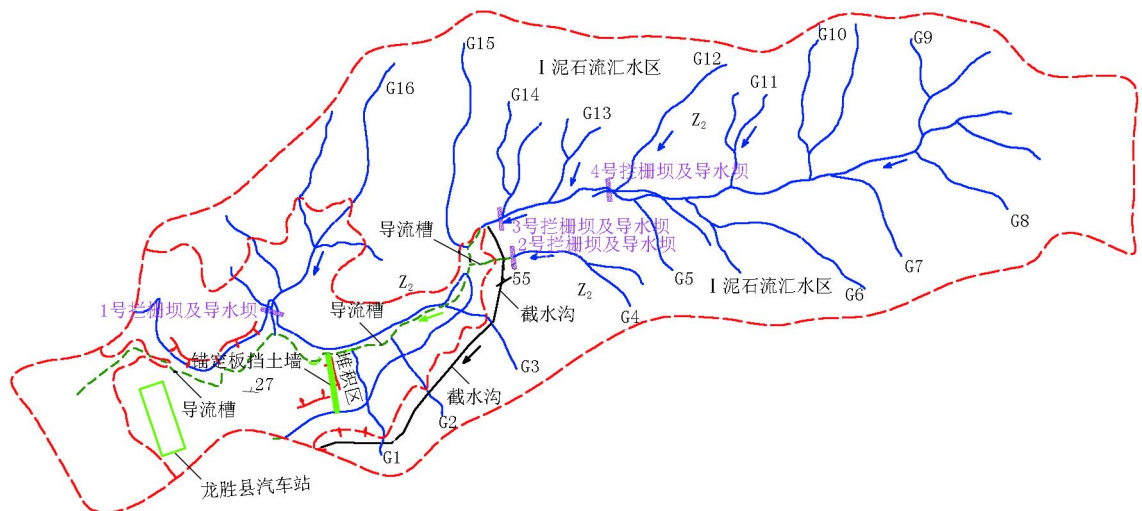 G15
G10
G9
Ⅰ泥石流汇水区
G12
G16
G11
G14
G13
Z₂
4号拦栅坝及导水坝
3号拦栅坝及导水坝
G8
导流槽
2号拦栅坝及导水坝
G7
55
G5
Ⅰ泥石流汇水区
Z₂
Z₂
G6
1号拦栅坝及导水坝
导流槽
截水沟
G4
锚定板挡土墙
堆积区
G3
27
导流槽
截水沟
G2
G1
龙胜县汽车站